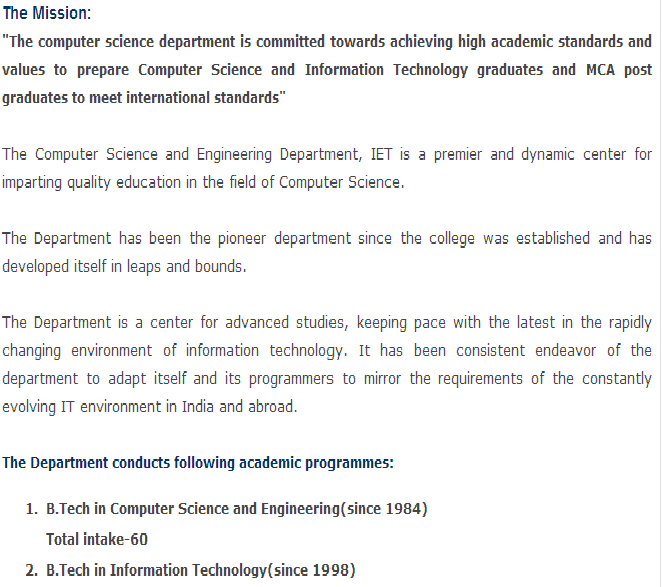 The Mission:
"The computer science department is committed towards achieving high academic standards and
values to prepare Computer Science and Information Technology graduates and MCA post
graduates to meet international standards"
The Computer Science and Engineering Department, IET is a premier and dynamic center for
imparting quality education in the field of Computer Science.
The Department has been the pioneer department since the college was established and has
developed itself in leaps and bounds.
The Department is a center for advanced studies, keeping pace with the latest in the rapidly
changing environment of information technology. It has been consistent endeavor of the
department to adapt itself and its programmers to mirror the requirements of the constantly
evolving IT environment in India and abroad.
The Department conducts following academic programmes:
1. B.Tech in Computer Science and Engineering(since 1984)
Total intake-60
2. B.Tech in Information Technology(since 1998)